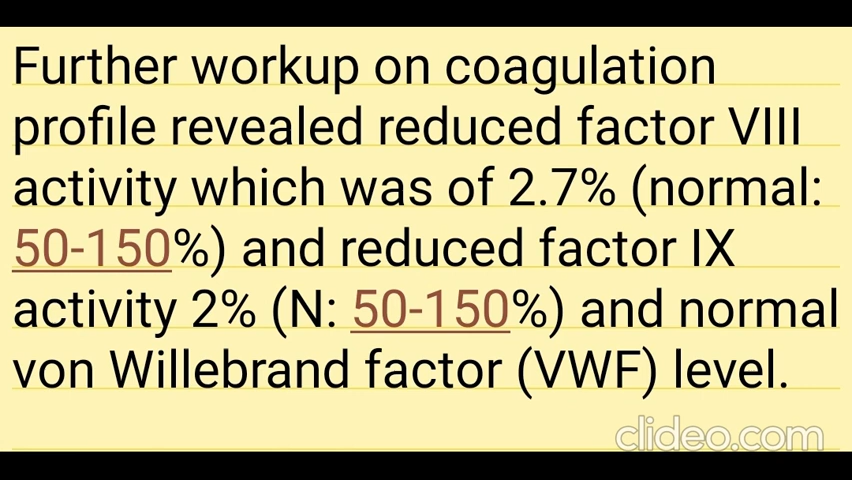 Further workup on coagulation
profile revealed reduced factor VIII
activity which was of 2.7% (normal:
50-150%) and reduced factor IX
activity 2% (N: 50-150%) and normal
von Willebrand factor (VWF) level.
clideo.com